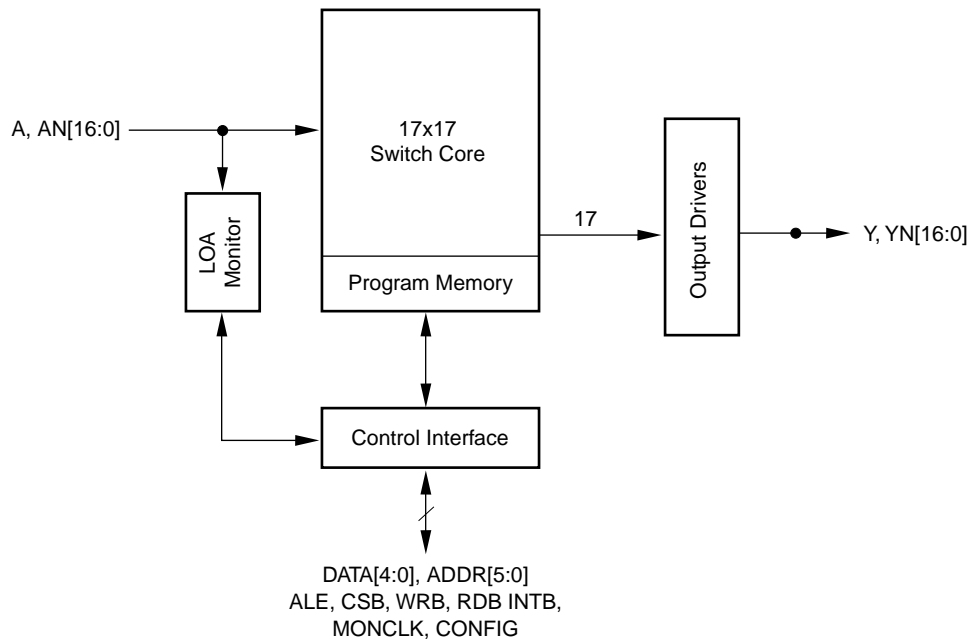 A, AN[16:0]
17x17
Switch Core
LOA
Monitor
Program Memory
17
Output Drivers
Y, YN[16:0]
Control Interface
DATA[4:0], ADDR[5:0]
ALE, CSB, WRB, RDB INTB,
MONCLK, CONFIG